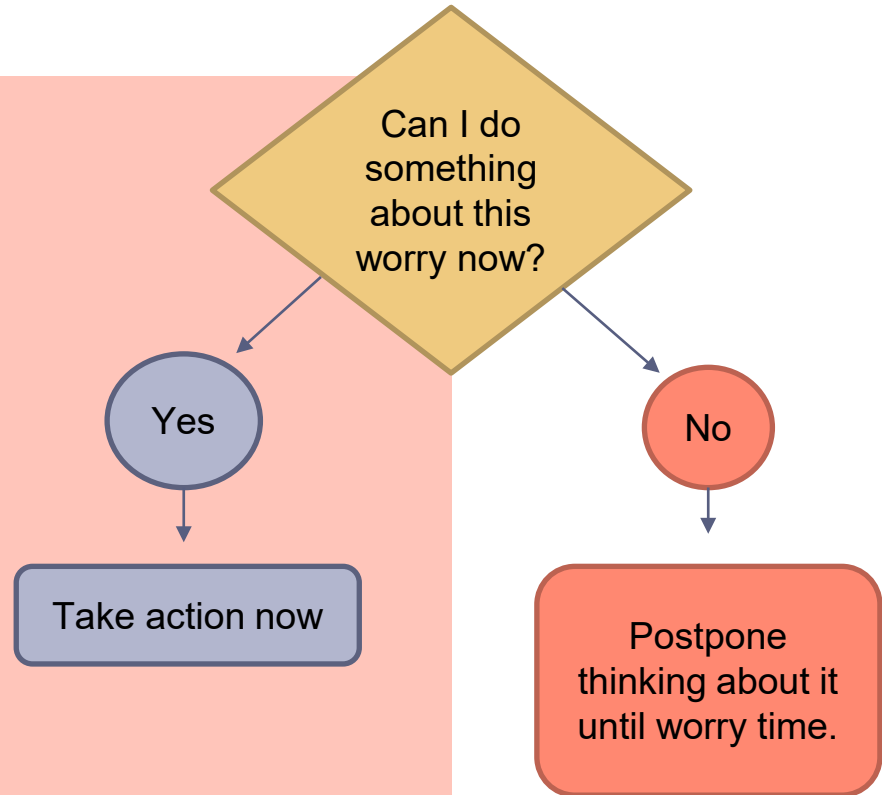 Can I do
something
about this
worry now?
Yes
No
Take action now
Postpone
thinking about it
until worry time.